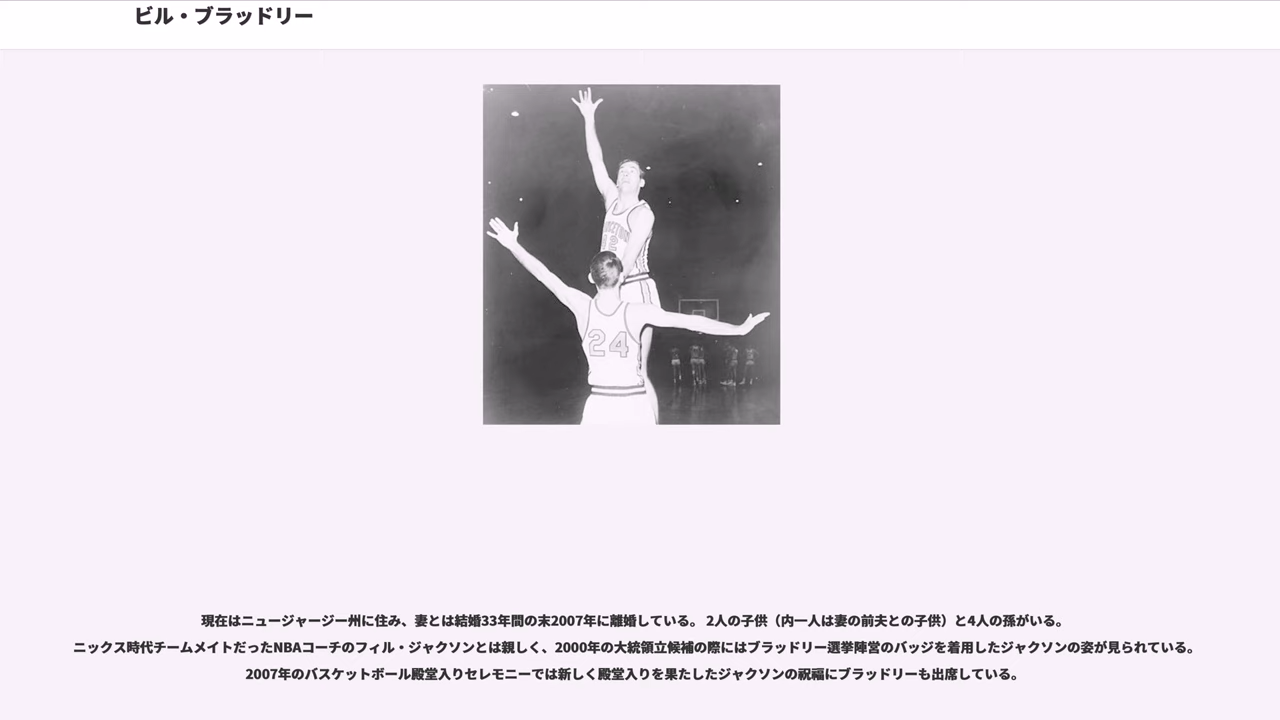 ビル・ブラッドリー
24
現在はニュージャージー州に住み、妻とは結婚33年間の末2007年に離婚している。 2人の子供（内一人は妻の前夫との子供）と4人の孫がいる。
ニックス時代チームメイトだったNBAコーチのフィル・ジャクソンとは親しく、2000年の大統領立候補の際にはブラッドリー選挙陣営のバッジを着用したジャクソンの姿が見られている。
2007年のバスケットボール殿堂入りセレモニーでは新しく殿堂入りを果たしたジャクソンの祝福にブラッドリーも出席している。